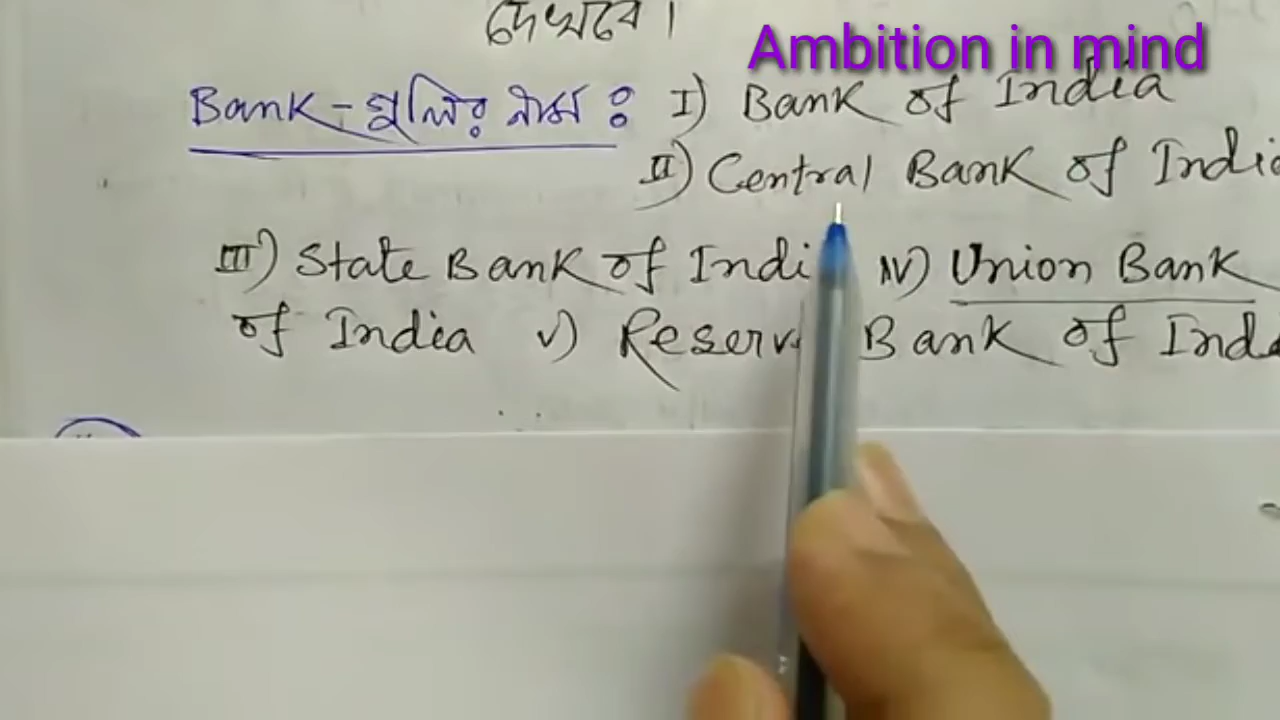 দেখবে।
Ambition in mind
Bank-গুলির নাম : I) Bank of India
II) Central Bank of India
III) State Bank of Indi IV) Union Bank
of India V) Reserv Bank of Ind